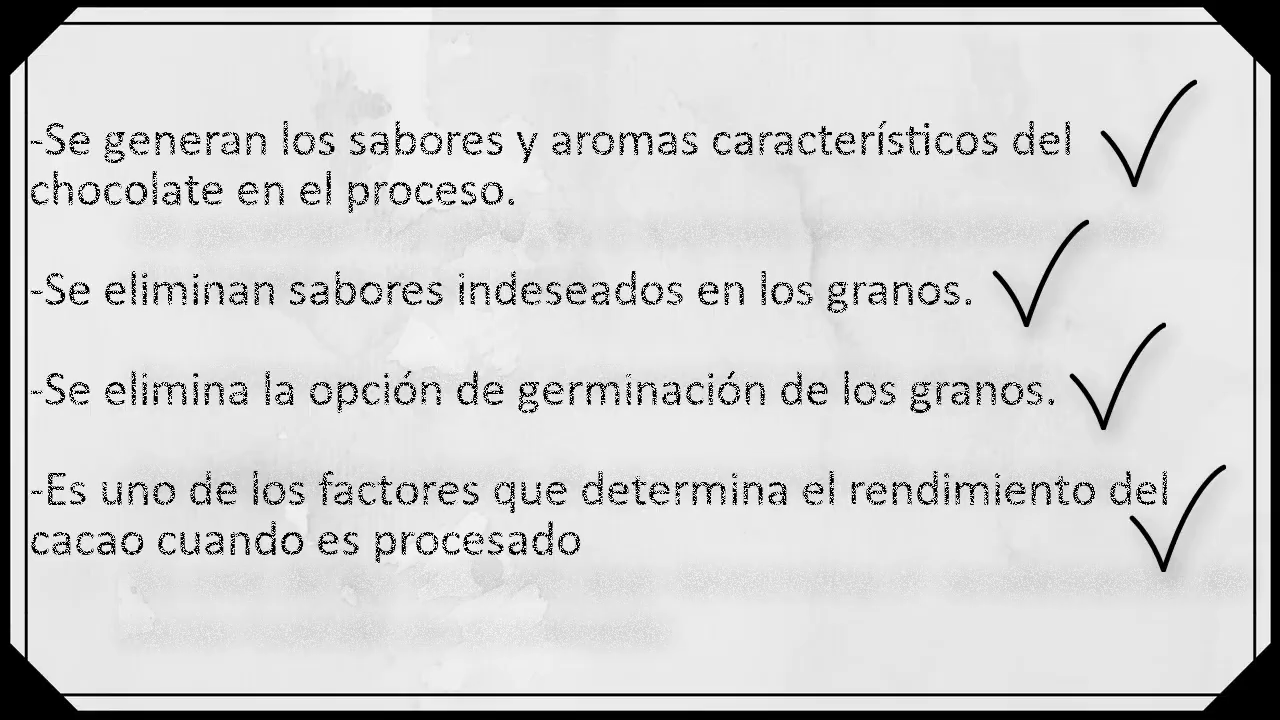 -Se generan los sabores y aromas característicos del
chocolate en el proceso.
-Se eliminan sabores indeseados en los granos.
-Se elimina la opción de germinación de los granos.
-Es uno de los factores que determina el rendimiento del
cacao cuando es procesado